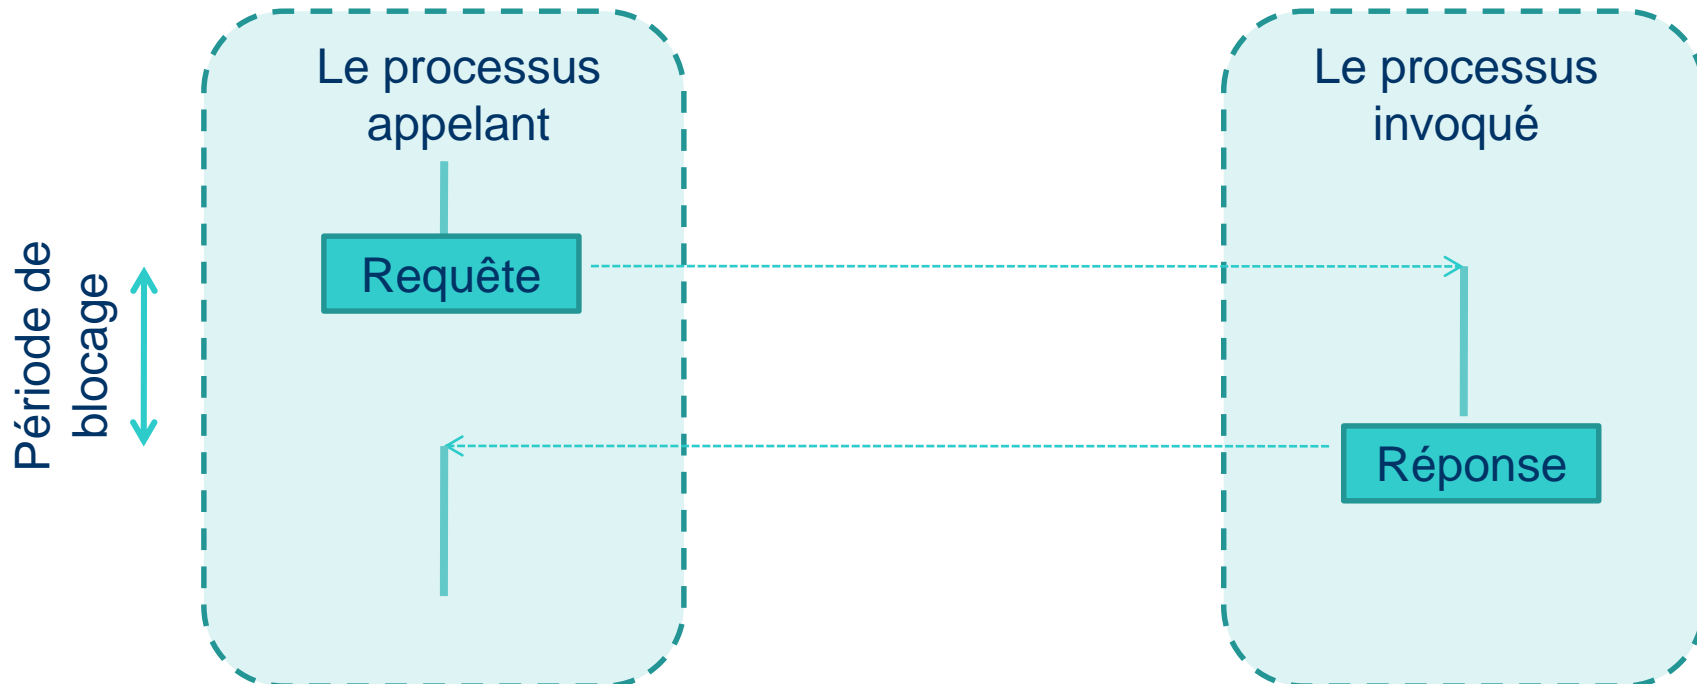 Le processus
appelant
Le processus
invoqué
Période de
blocage
Requête
Réponse